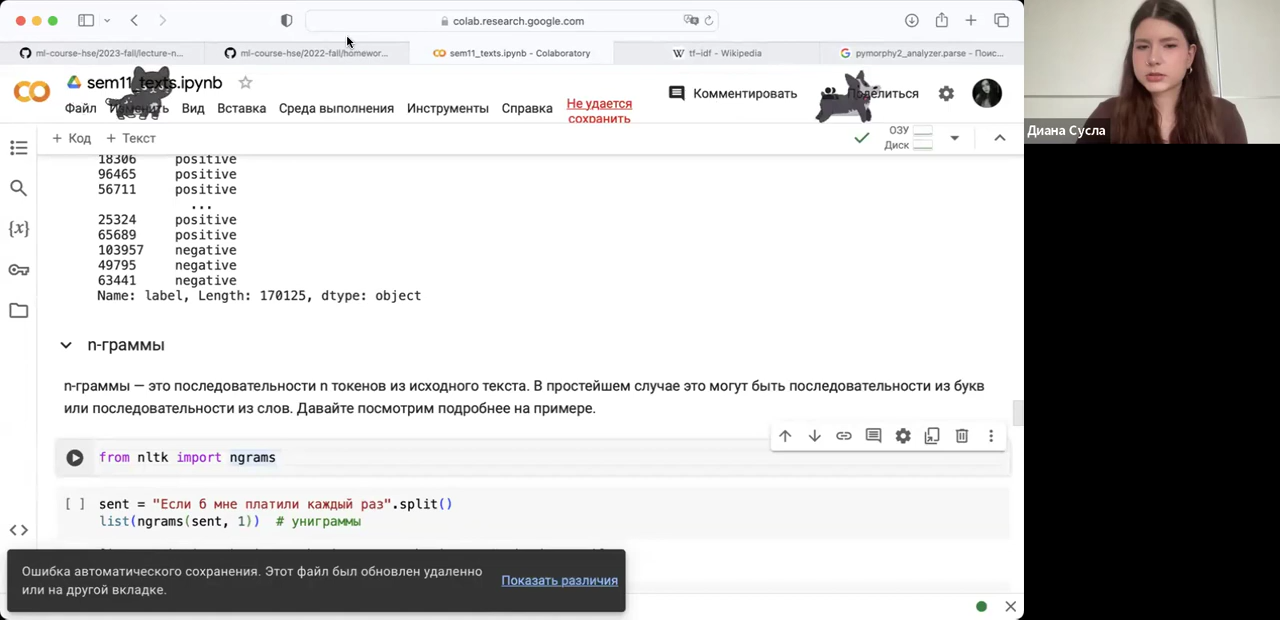 colab.research.google.com
ml-course-hse/2023-fall/lecture-n...
ml-course-hse/2022-fall/homewor...
sem11_texts.ipynb - Colaboratory
tf-idf - Wikipedia
pymorphy2_analyzer.parse - Поис...
sem11_texts.ipynb
Файл Изменить Вид Вставка Среда выполнения Инструменты Справка Не удается сохранить
Комментировать
Поделиться
+ Код + Текст
ОЗУ
Диск
18306 positive
96465 positive
56711 positive
...
25324 positive
65689 positive
103957 negative
49795 negative
63441 negative
Name: label, Length: 170125, dtype: object
n-граммы
n-граммы — это последовательности n токенов из исходного текста. В простейшем случае это могут быть последовательности из букв
или последовательности из слов. Давайте посмотрим подробнее на примере.
from nltk import ngrams
[ ] sent = "Если б мне платили каждый раз".split()
list(ngrams(sent, 1)) # униграммы
Ошибка автоматического сохранения. Этот файл был обновлен удаленно
или на другой вкладке.
Показать различия
Диана Сусла